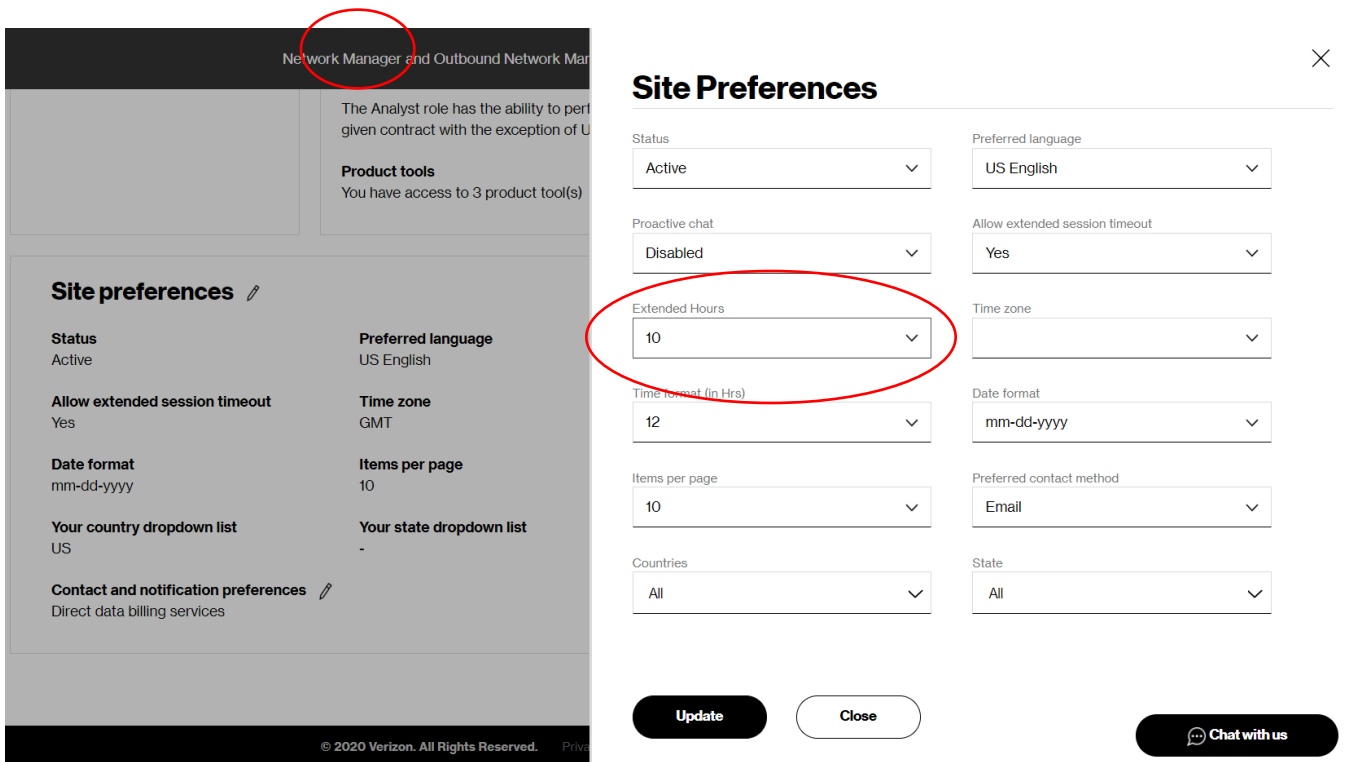 Network Manager and Outbound Network Mar
The Analyst role has the ability to perf
given contract with the exception of U
Product tools
You have access to 3 product tool(s)
Site preferences
Status
Preferred language
Active
US English
Allow extended session timeout
Time zone
Yes
GMT
Date format
Items per page
mm-dd-yyyy
10
Your country dropdown list
Your state dropdown list
US
-
Contact and notification preferences
Direct data billing services
© 2020 Verizon. All Rights Reserved. Priva
Site Preferences
Status
Preferred language
Active
US English
Proactive chat
Allow extended session timeout
Disabled
Yes
Extended Hours
Time zone
10
Time format (in Hrs)
Date format
12
mm-dd-yyyy
Items per page
Preferred contact method
10
Email
Countries
State
All
All
Update
Close
Chat with us